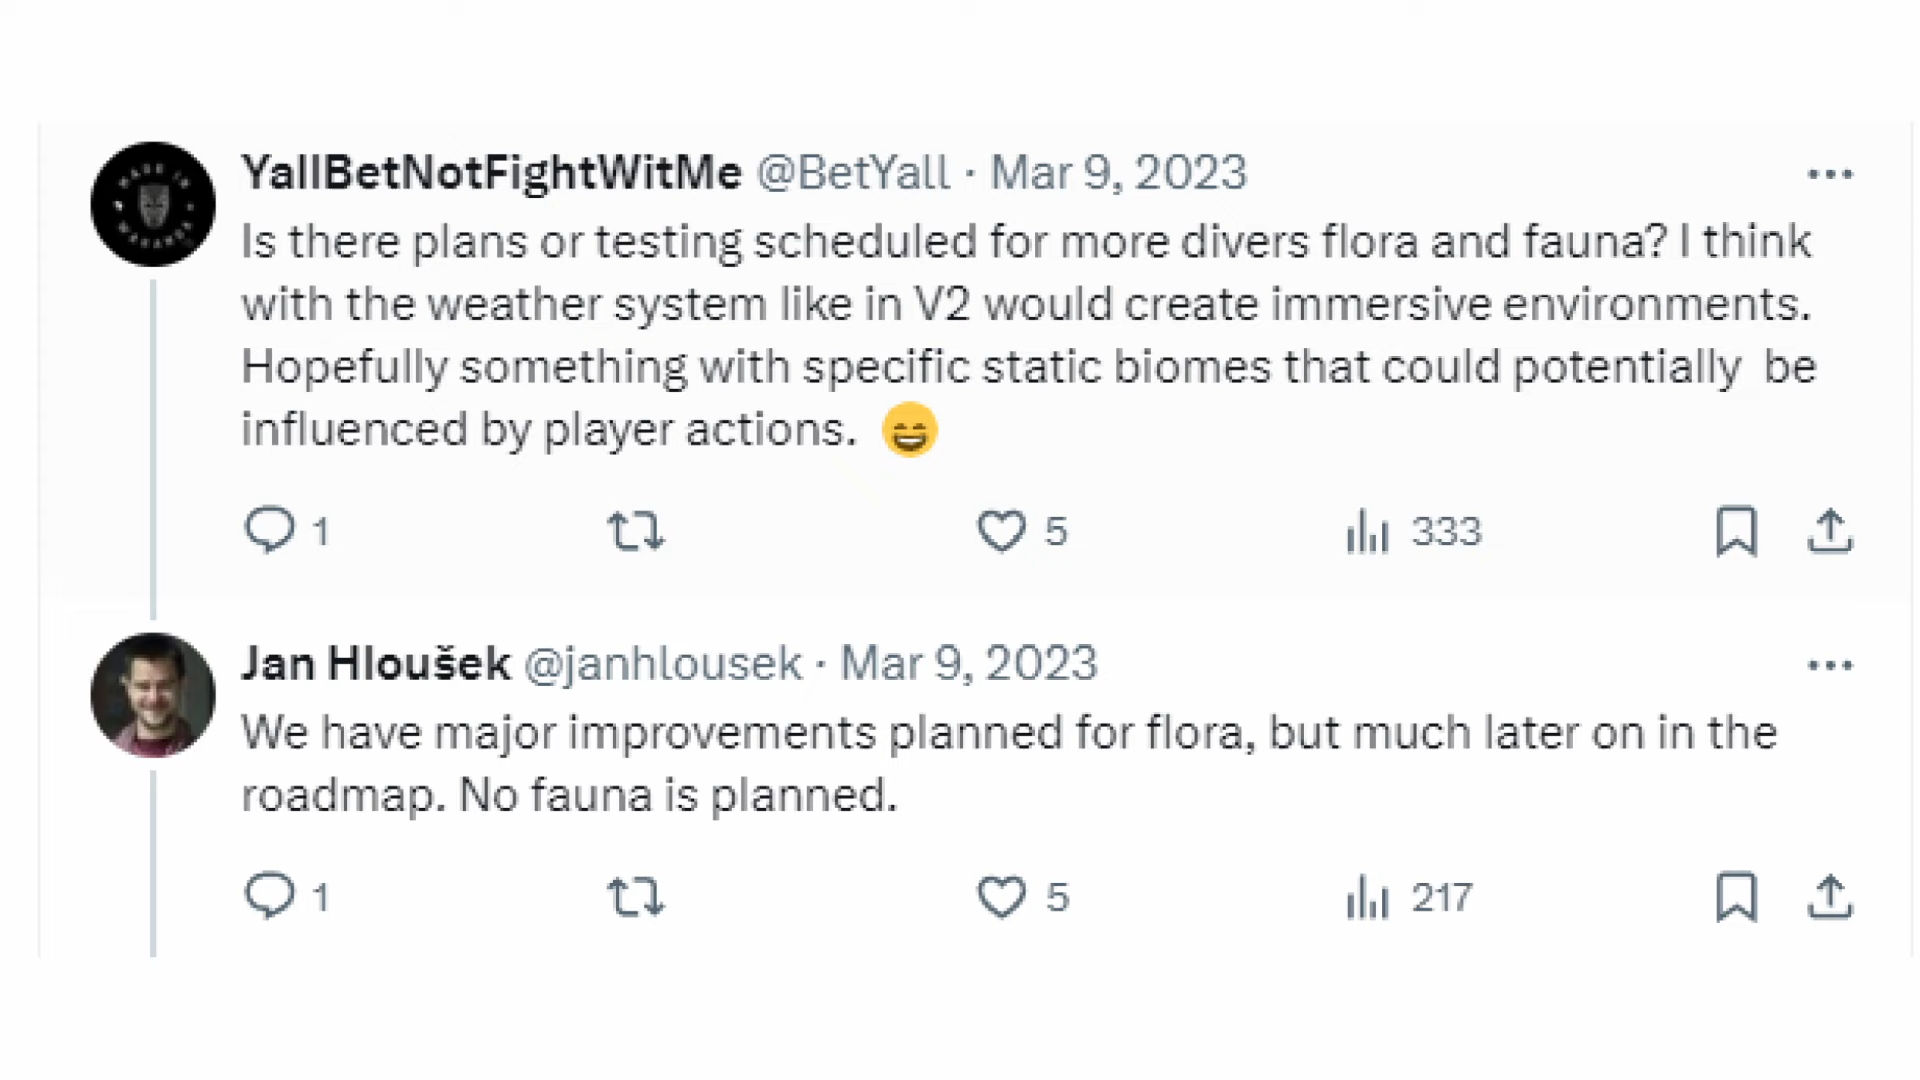 YallBetNotFightWitMe @BetYall · Mar 9, 2023
Is there plans or testing scheduled for more divers flora and fauna? I think
with the weather system like in V2 would create immersive environments.
Hopefully something with specific static biomes that could potentially  be
influenced by player actions. 😄
1 5 333
Jan Hloušek @janhlousek · Mar 9, 2023
We have major improvements planned for flora, but much later on in the
roadmap. No fauna is planned.
1 5 217